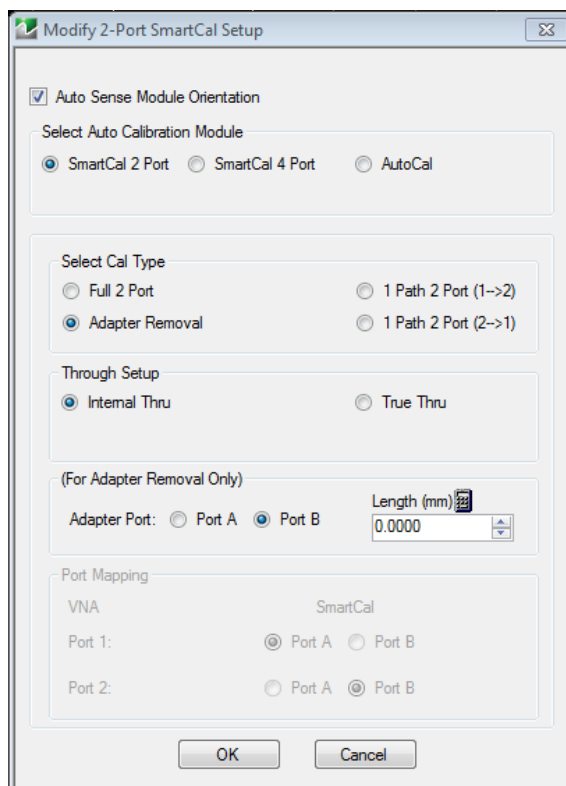 Modify 2-Port SmartCal Setup
Auto Sense Module Orientation
Select Auto Calibration Module
SmartCal 2 Port SmartCal 4 Port AutoCal
Select Cal Type
Full 2 Port 1 Path 2 Port (1-->2)
Adapter Removal 1 Path 2 Port (2-->1)
Through Setup
Internal Thru True Thru
(For Adapter Removal Only)
Length (mm)
Adapter Port: Port A Port B 0.0000
Port Mapping
VNA SmartCal
Port 1: Port A Port B
Port 2: Port A Port B
OK Cancel